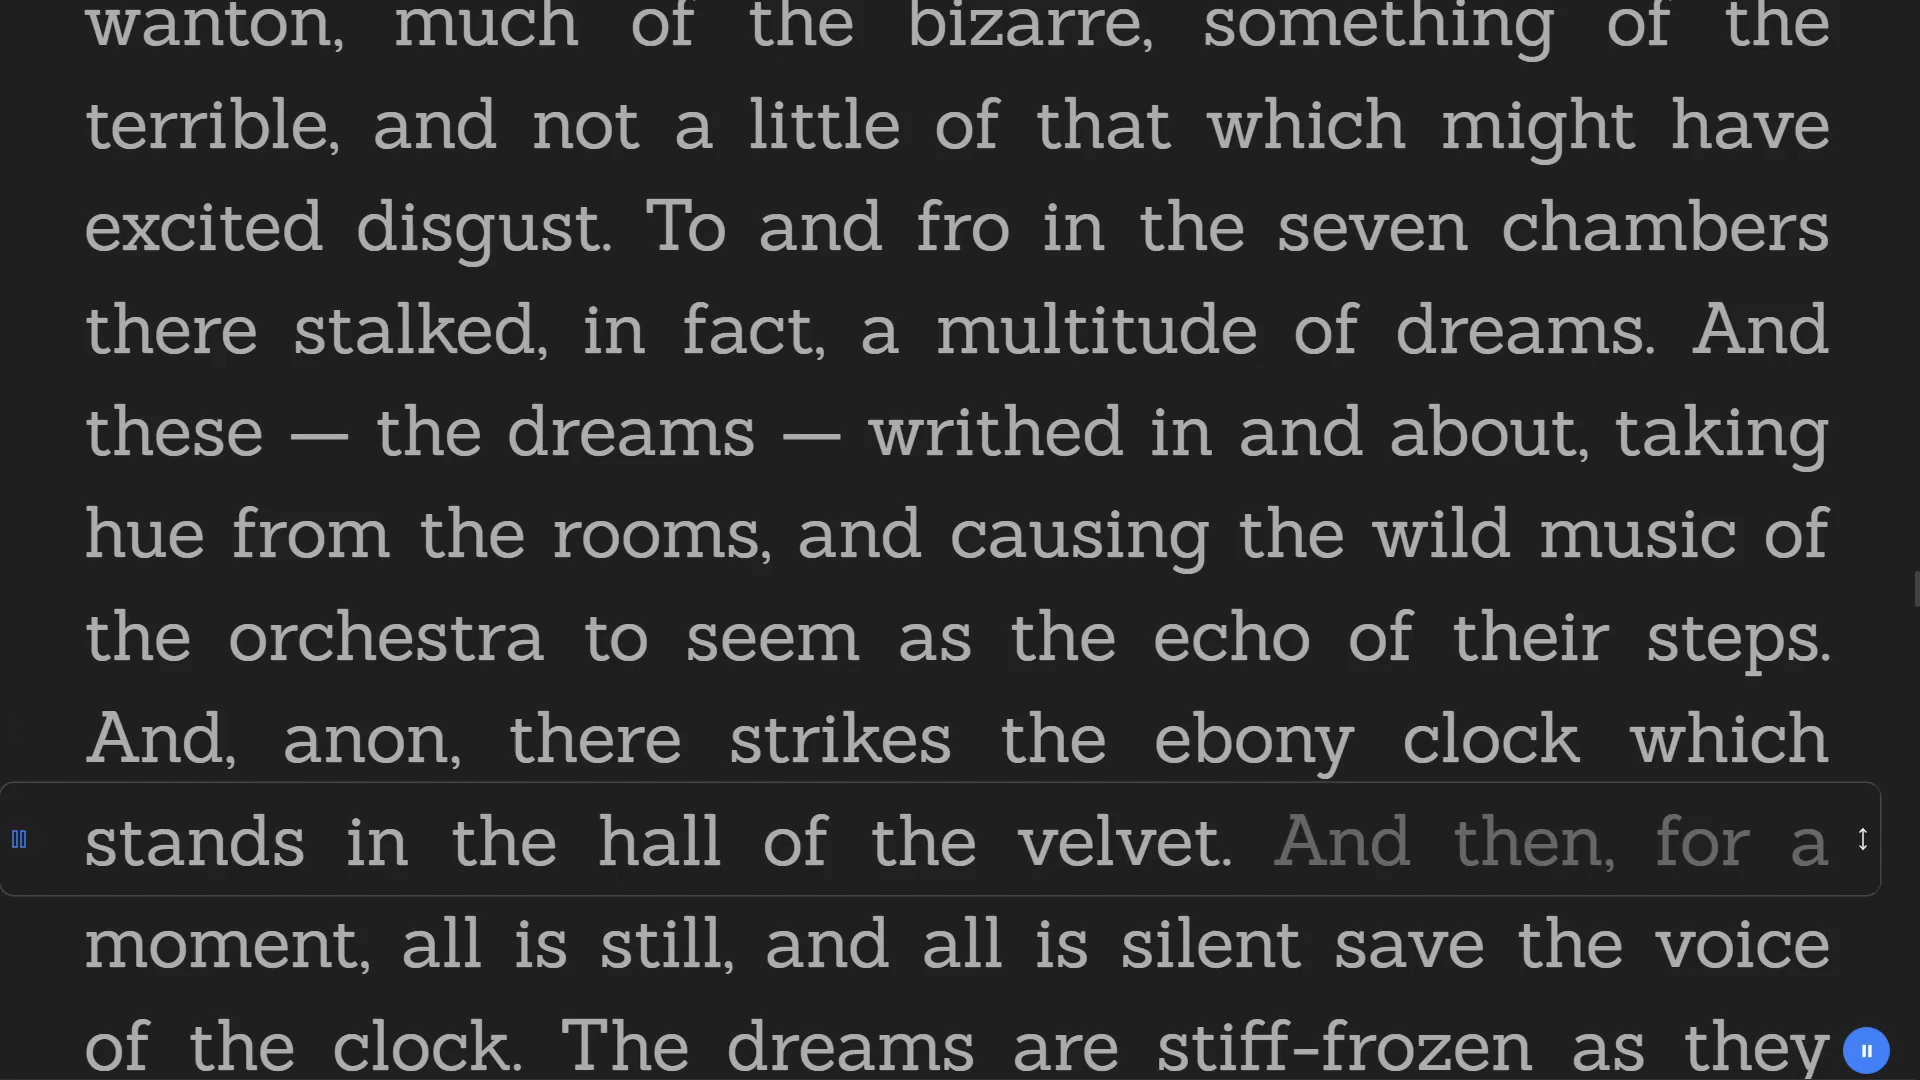 wanton, much of the bizarre, something of the
terrible, and not a little of that which might have
excited disgust. To and fro in the seven chambers
there stalked, in fact, a multitude of dreams. And
these — the dreams — writhed in and about, taking
hue from the rooms, and causing the wild music of
the orchestra to seem as the echo of their steps.
And, anon, there strikes the ebony clock which
stands in the hall of the velvet. And then, for a
moment, all is still, and all is silent save the voice
of the clock. The dreams are stiff-frozen as they